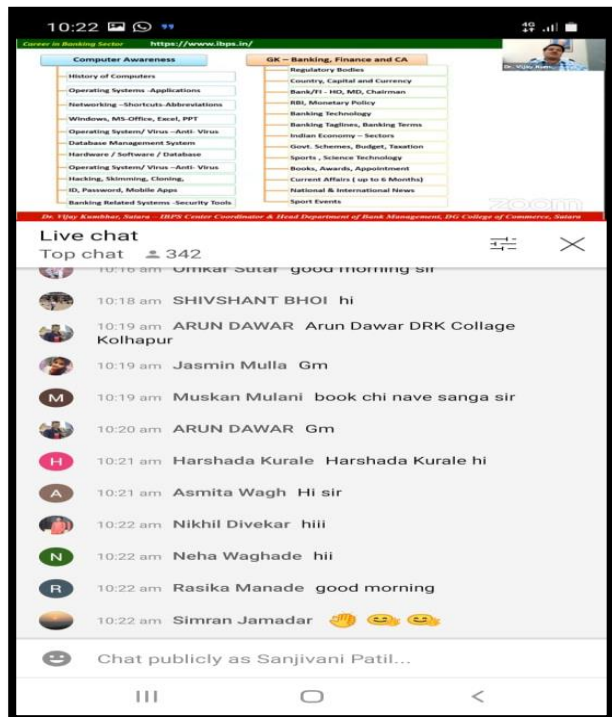 10:22
4G
Career in Banking Sector https://www.ibps.in/
Computer Awareness
History of Computers
Operating Systems -Applications
Networking -Shortcuts-Abbreviations
Windows, MS-Office, Excel, PPT
Operating System/ Virus -Anti- Virus
Database Management System
Hardware / Software / Database
Operating System/ Virus -Anti- Virus
Hacking, Skimming, Cloning,
ID, Password, Mobile Apps
Banking Related Systems -Security Tools
GK – Banking, Finance and CA
Regulatory Bodies
Country, Capital and Currency
Bank/FI - HO, MD, Chairman
RBI, Monetary Policy
Banking Technology
Banking Taglines, Banking Terms
Indian Economy – Sectors
Govt. Schemes, Budget, Taxation
Sports , Science Technology
Books, Awards, Appointment
Current Affairs ( up to 6 Months)
National & International News
Sport Events
zoom
Dr. Vijay Kumbhar, Satara – IBPS Center Coordinator & Head Department of Bank Management, DG College of Commerce, Satara
Live chat
Top chat 342
10:16 am Omkar Sutar good morning sir
10:18 am SHIVSHANT BHOI hi
10:19 am ARUN DAWAR Arun Dawar DRK Collage
Kolhapur
10:19 am Jasmin Mulla Gm
M 10:19 am Muskan Mulani book chi nave sanga sir
10:20 am ARUN DAWAR Gm
H 10:21 am Harshada Kurale Harshada Kurale hi
A 10:21 am Asmita Wagh Hi sir
10:22 am Nikhil Divekar hiii
N 10:22 am Neha Waghade hii
R 10:22 am Rasika Manade good morning
10:22 am Simran Jamadar 👋 🤗 🤗
Chat publicly as Sanjivani Patil...